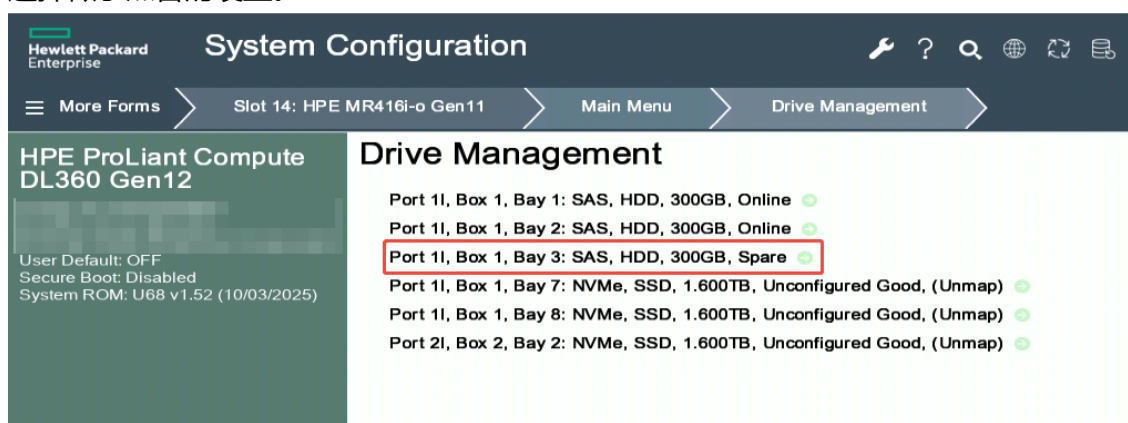 Hewlett Packard
Enterprise
System Configuration
?
More Forms
Slot 14: HPE MR416i-o Gen11
Main Menu
Drive Management
HPE ProLiant Compute
DL360 Gen12
User Default: OFF
Secure Boot: Disabled
System ROM: U68 v1.52 (10/03/2025)
Drive Management
Port 1I, Box 1, Bay 1: SAS, HDD, 300GB, Online
Port 1I, Box 1, Bay 2: SAS, HDD, 300GB, Online
Port 1I, Box 1, Bay 3: SAS, HDD, 300GB, Spare
Port 1I, Box 1, Bay 7: NVMe, SSD, 1.600TB, Unconfigured Good, (Unmap)
Port 1I, Box 1, Bay 8: NVMe, SSD, 1.600TB, Unconfigured Good, (Unmap)
Port 2I, Box 2, Bay 2: NVMe, SSD, 1.600TB, Unconfigured Good, (Unmap)